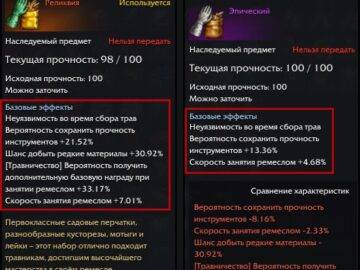 Реликвия Используется
Наследуемый предмет Нельзя передать
Текущая прочность: 98 / 100
Исходная прочность: 100
Можно заточить
Базовые эффекты
Неуязвимость во время сбора трав
Вероятность сохранить прочность
инструментов +21.52%
Шанс добыть редкие материалы +30.92%
[Травничество] Вероятность получить
дополнительную базовую награду при
занятии ремеслом +33.17%
Скорость занятия ремеслом +7.01%
Первоклассные садовые перчатки,
разнообразные кусторезы, мотыги и
лейки – этот набор отлично подходит
травникам, достигшим высочайшего
мастерства в своём ремесле
Эпический
Наследуемый предмет Нельзя передать
Текущая прочность: 100 / 100
Исходная прочность: 100
Можно заточить
Базовые эффекты
Неуязвимость во время сбора трав
Вероятность сохранить прочность
инструментов +13.36%
Скорость занятия ремеслом +4.68%
Сравнение характеристик
Вероятность сохранить прочность
инструментов -8.16%
Скорость занятия ремеслом -2.33%
Шанс добыть редкие материалы -
30.92%
[Травничество] Вероятность получить